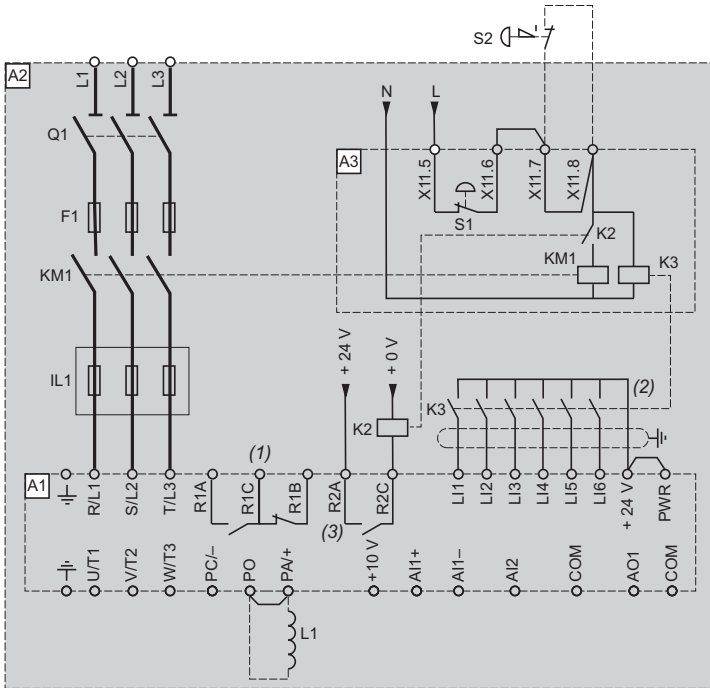 S2
A2
L1
L2
L3
N
L
Q1
A3
X11.5
X11.6
X11.7
X11.8
F1
S1
K2
KM1
K3
KM1
+ 24 V
+ 0 V
IL1
(2)
K3
K2
(1)
A1
R/L1
S/L2
T/L3
R1A
R1C
R1B
R2A
R2C
LI1
LI2
LI3
LI4
LI5
LI6
+ 24 V
PWR
(3)
U/T1
V/T2
W/T3
PC/–
PO
PA/+
+10 V
AI1+
AI1–
AI2
COM
AO1
COM
L1